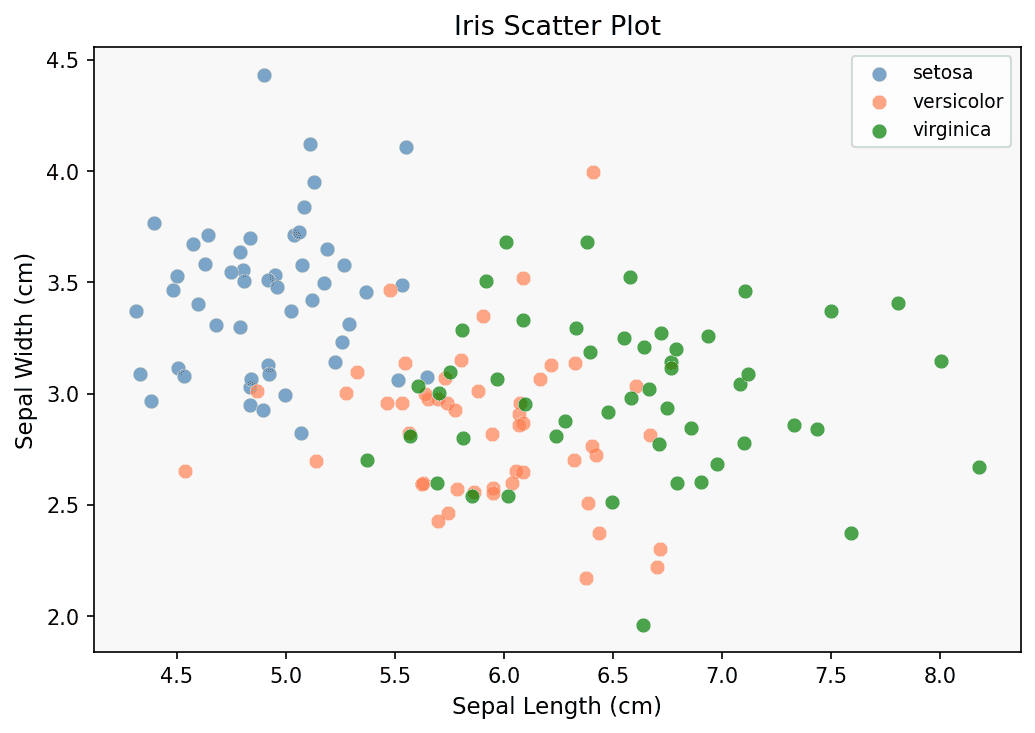 Iris Scatter Plot
setosa
versicolor
virginica
4.5
4.0
3.5
3.0
2.5
2.0
Sepal Width (cm)
4.5 5.0 5.5 6.0 6.5 7.0 7.5 8.0
Sepal Length (cm)